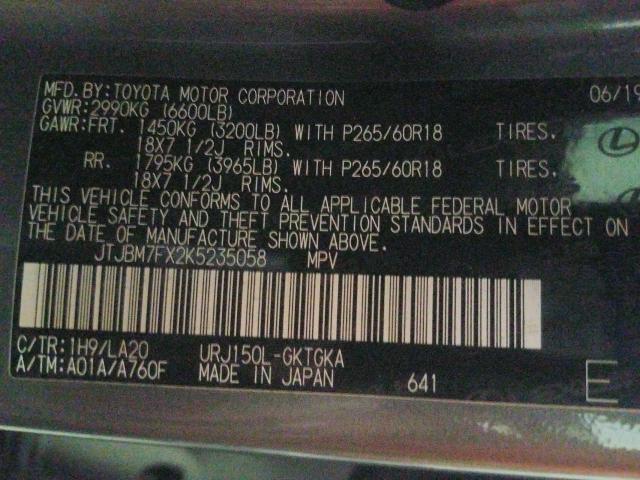 MFD.BY:TOYOTA MOTOR CORPORATION 06/19
GVWR:2990KG (6600LB)
GAWR:FRT. 1450KG (3200LB) WITH P265/60R18 TIRES.
18X7 1/2J RIMS.
RR. 1795KG (3965LB) WITH P265/60R18 TIRES.
18X7 1/2J RIMS.
THIS VEHICLE CONFORMS TO ALL APPLICABLE FEDERAL MOTOR
VEHICLE SAFETY AND THEFT PREVENTION STANDARDS IN EFFECT ON
THE DATE OF MANUFACTURE SHOWN ABOVE.
JTJBM7FX2K5235058 MPV
C/TR:1H9/LA20 URJ150L-GKTGKA
A/TM:A01A/A760F MADE IN JAPAN 641 E